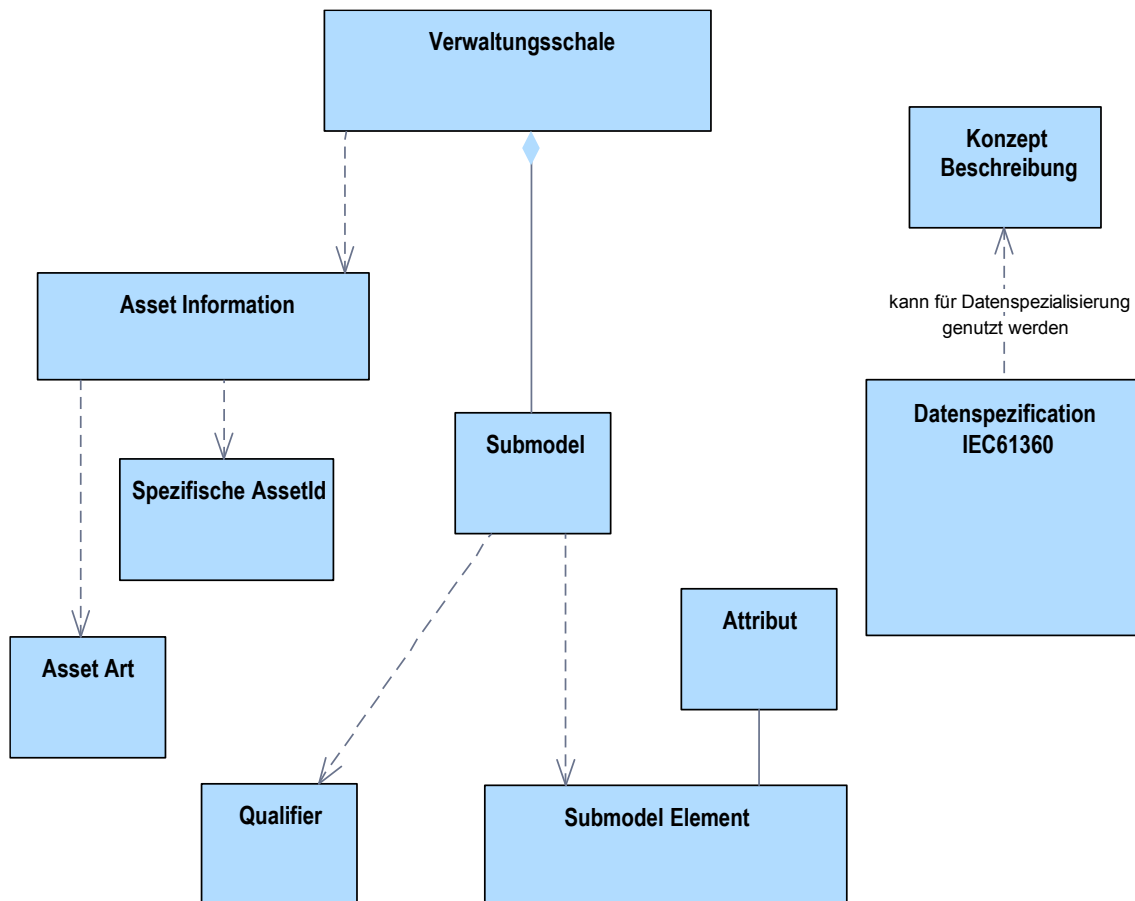 Verwaltungsschale
Konzept
Beschreibung
Asset Information
kann für Datenspezialisierung
genutzt werden
Datenspezification
IEC61360
Submodel
Spezifische AssetId
Attribut
Asset Art
Qualifier
Submodel Element